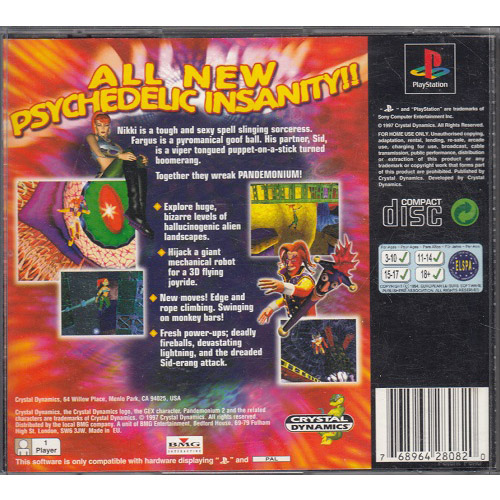 ALL NEW
PSYCHEDELIC INSANITY!!
Nikki is a tough and sexy spell slinging sorceress.
Fargus is a pyromanical goof ball. His partner, Sid,
is a viper tongued puppet-on-a-stick turned
boomerang.
Together they wreak PANDEMONIUM!
Explore huge,
bizarre levels of
hallucinogenic alien
landscapes.
Hijack a giant
mechanical robot
for a 3D flying
joyride.
New moves! Edge and
rope climbing. Swinging
on monkey bars!
Fresh power-ups; deadly
fireballs, devastating
lightning, and the dreaded
Sid-erang attack.
Crystal Dynamics, 64 Willow Place, Menlo Park, CA 94025, USA
Crystal Dynamics, the Crystal Dynamics logo, the GEX character, Pandemonium 2 and the related
characters are trademarks of Crystal Dynamics. © 1997 Crystal Dynamics. All rights reserved.
Distributed by the local BMG company. A unit of BMG Entertainment, Bedford House, 69-79 Fulham
High St. London, SW6 3JW. Made in EU.
1
Player
BMG
INTERACTIVE
CRYSTAL
DYNAMICS
This software is only compatible with hardware displaying "PS" and PAL
PlayStation
"PS" and "PlayStation" are trademarks of
Sony Computer Entertainment Inc.
© 1997 Crystal Dynamics. All Rights Reserved.
FOR HOME USE ONLY. Unauthorised copying,
adaptation, rental, lending, re-sale, arcade
use, charging for use, broadcast, cable
transmission, public performance, distribution
or extraction of this product or any
trademark or copyright work that forms part
of this product are prohibited. Published by
Crystal Dynamics. Developed by Crystal
Dynamics.
COMPACT
disc
3-10 11-14
15-17 18+
ELSPA
7 68964 28082 0